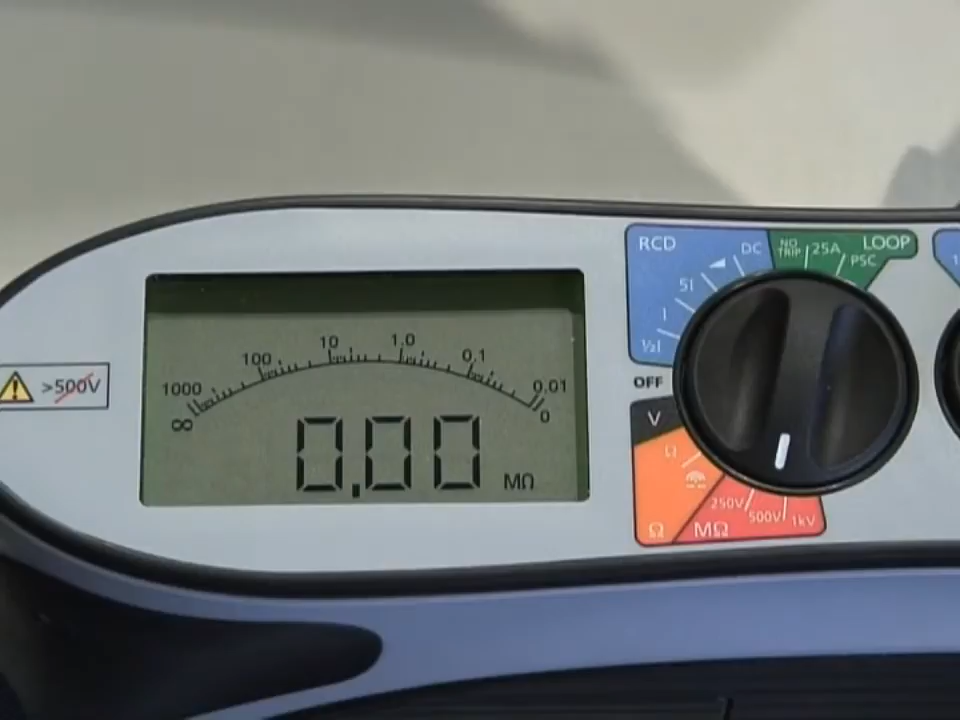 RCD
DC
NO TRIP
25A
LOOP
PSC
5I
I
½I
OFF
V
Ω
Ω
MΩ
250V
500V
1kV
>500V
1000
100
10
1.0
0.1
0.01
∞
0
0.00 MΩ
1